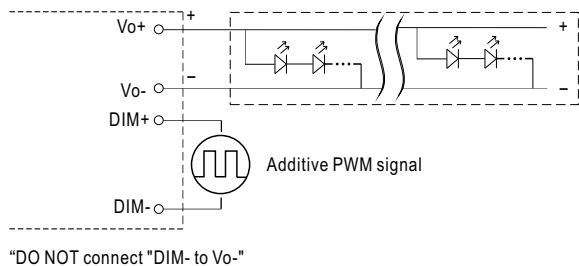 Vo+
+
+
Vo-
−
−
DIM+
Additive PWM signal
DIM-
“DO NOT connect "DIM- to Vo-"